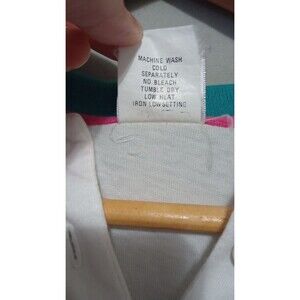 MACHINE WASH
COLD
SEPARATELY
NO BLEACH
TUMBLE DRY
LOW HEAT
IRON LOW SETTING